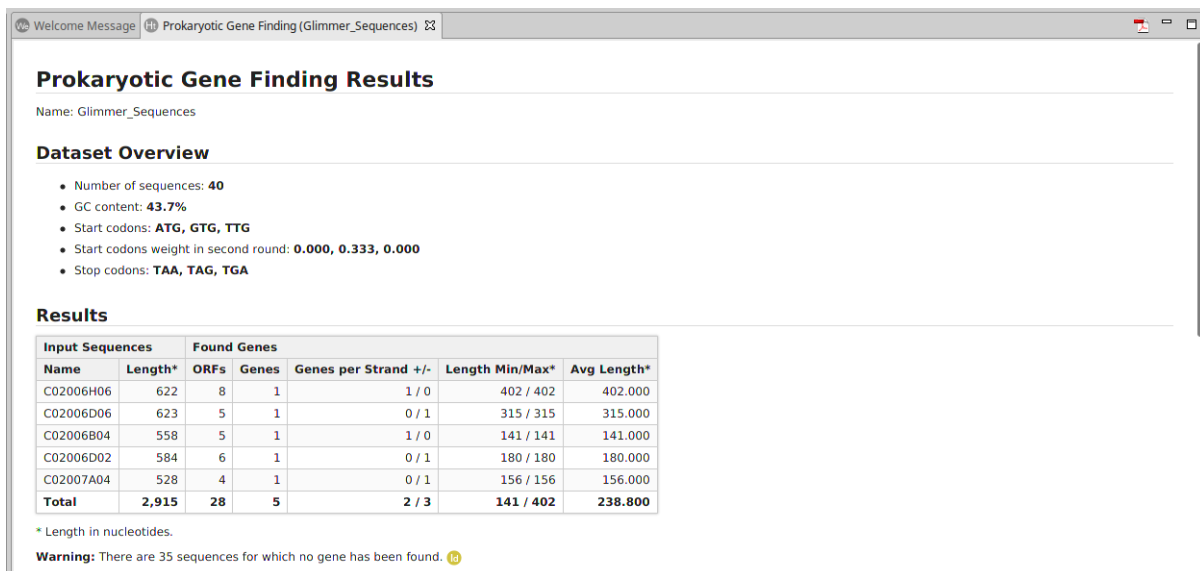 We Welcome Message Ht Prokaryotic Gene Finding (Glimmer_Sequences)
Prokaryotic Gene Finding Results
Name: Glimmer_Sequences
Dataset Overview
• Number of sequences: 40
• GC content: 43.7%
• Start codons: ATG, GTG, TTG
• Start codons weight in second round: 0.000, 0.333, 0.000
• Stop codons: TAA, TAG, TGA
Results
Input Sequences Found Genes
Name Length* ORFs Genes Genes per Strand +/- Length Min/Max* Avg Length*
C02006H06 622 8 1 1 / 0 402 / 402 402.000
C02006D06 623 5 1 0 / 1 315 / 315 315.000
C02006B04 558 5 1 1 / 0 141 / 141 141.000
C02006D02 584 6 1 0 / 1 180 / 180 180.000
C02007A04 528 4 1 0 / 1 156 / 156 156.000
Total 2,915 28 5 2 / 3 141 / 402 238.800
* Length in nucleotides.
Warning: There are 35 sequences for which no gene has been found. Id